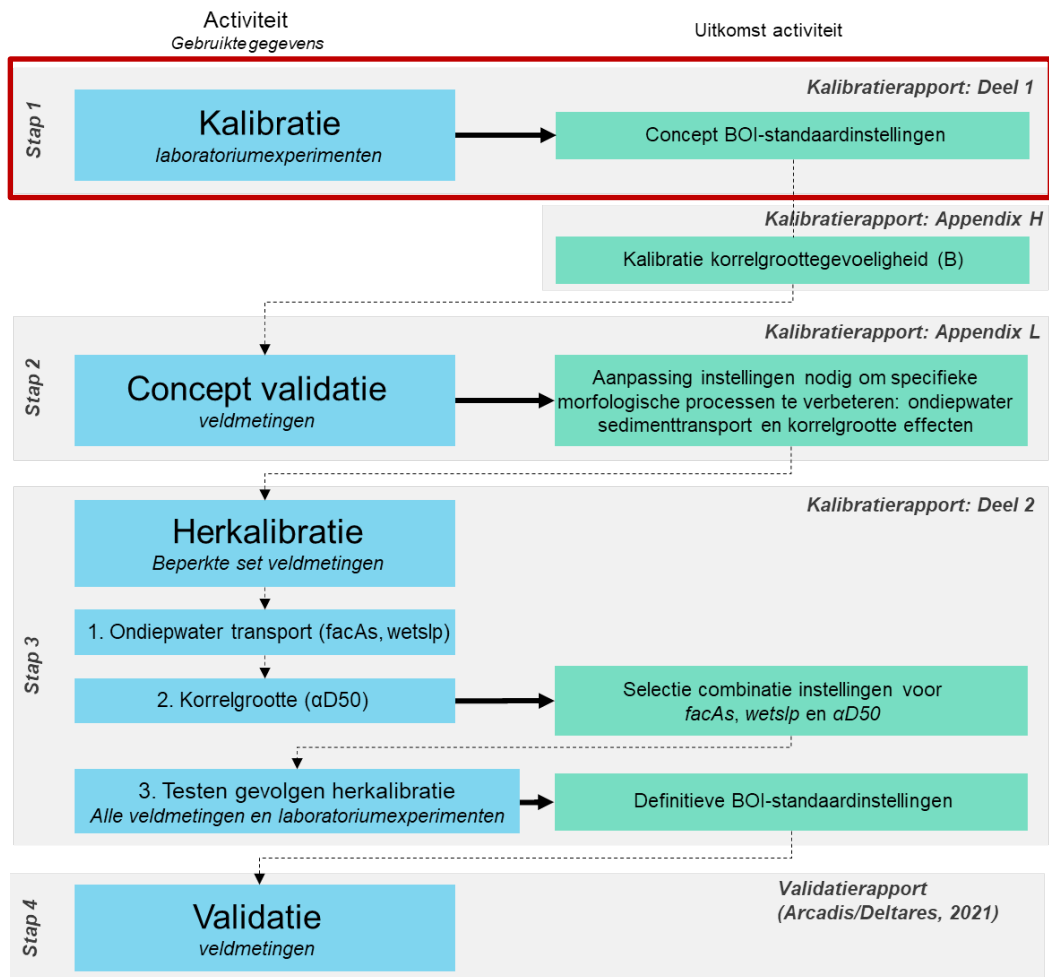 Activiteit
Gebruikte gegevens
Uitkomst activiteit
Stap 1
Kalibratierapport: Deel 1
Kalibratie
laboratoriumexperimenten
Concept BOI-standaardinstellingen
Kalibratierapport: Appendix H
Kalibratie korrelgroottegevoeligheid (B)
Stap 2
Kalibratierapport: Appendix L
Concept validatie
veldmetingen
Aanpassing instellingen nodig om specifieke
morfologische processen te verbeteren: ondiepwater
sedimenttransport en korrelgrootte effecten
Stap 3
Kalibratierapport: Deel 2
Herkalibratie
Beperkte set veldmetingen
1. Ondiepwater transport (facAs, wetslp)
2. Korrelgrootte (αD50)
Selectie combinatie instellingen voor
facAs, wetslp en αD50
3. Testen gevolgen herkalibratie
Alle veldmetingen en laboratoriumexperimenten
Definitieve BOI-standaardinstellingen
Stap 4
Validatierapport
(Arcadis/Deltares, 2021)
Validatie
veldmetingen